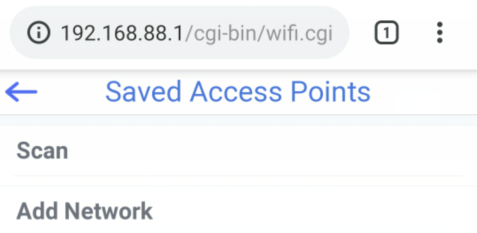 192.168.88.1/cgi-bin/wifi.cgi 1
Saved Access Points
Scan
Add Network